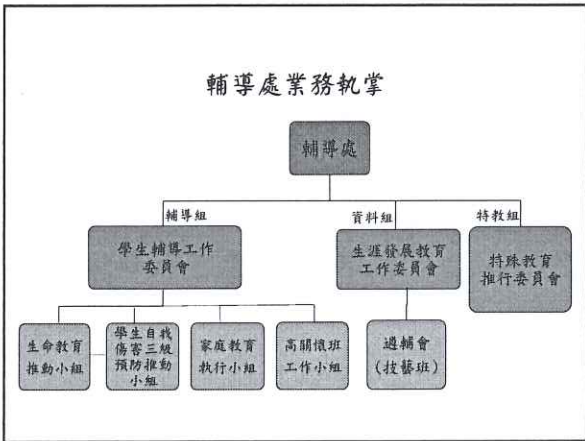 輔導處業務執掌
輔導處
輔導組
資料組
特教組
學生輔導工作
委員會
生涯發展教育
工作委員會
特殊教育
推行委員會
生命教育
推動小組
學生自我
傷害三級
預防推動
小組
家庭教育
執行小組
高關懷班
工作小組
遴輔會
(技藝班)